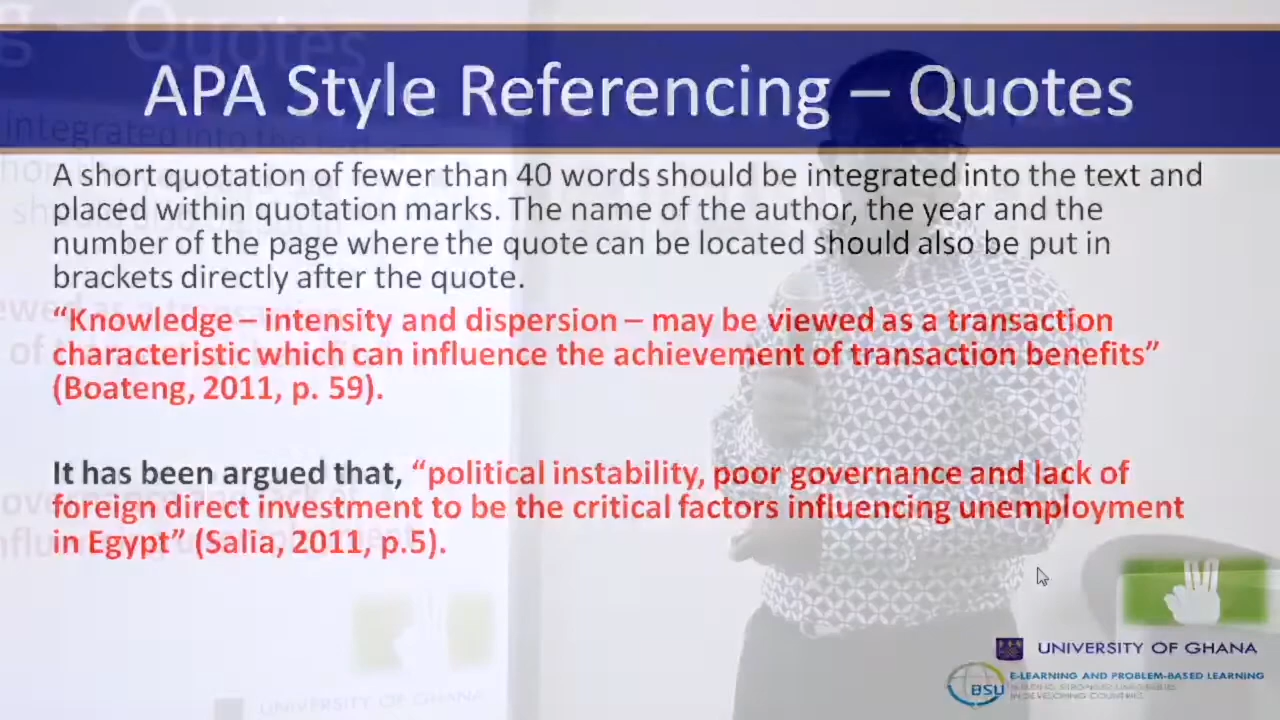 APA Style Referencing – Quotes
A short quotation of fewer than 40 words should be integrated into the text and
placed within quotation marks. The name of the author, the year and the
number of the page where the quote can be located should also be put in
brackets directly after the quote.
“Knowledge – intensity and dispersion – may be viewed as a transaction
characteristic which can influence the achievement of transaction benefits”
(Boateng, 2011, p. 59).
It has been argued that, “political instability, poor governance and lack of
foreign direct investment to be the critical factors influencing unemployment
in Egypt” (Salia, 2011, p.5).
UNIVERSITY OF GHANA
BSU
E-LEARNING AND PROBLEM-BASED LEARNING
IN DEVELOPING COUNTRIES